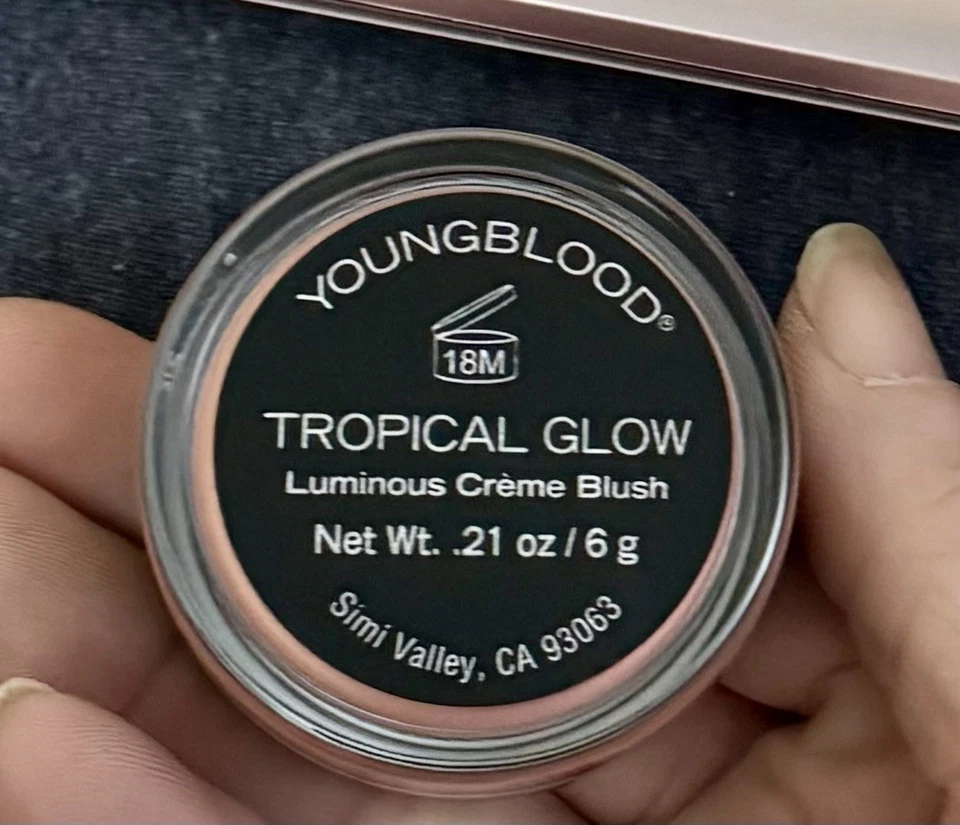 YOUNGBLOOD®
18M
TROPICAL GLOW
Luminous Crème Blush
Net Wt. .21 oz / 6 g
Simi Valley, CA 93063